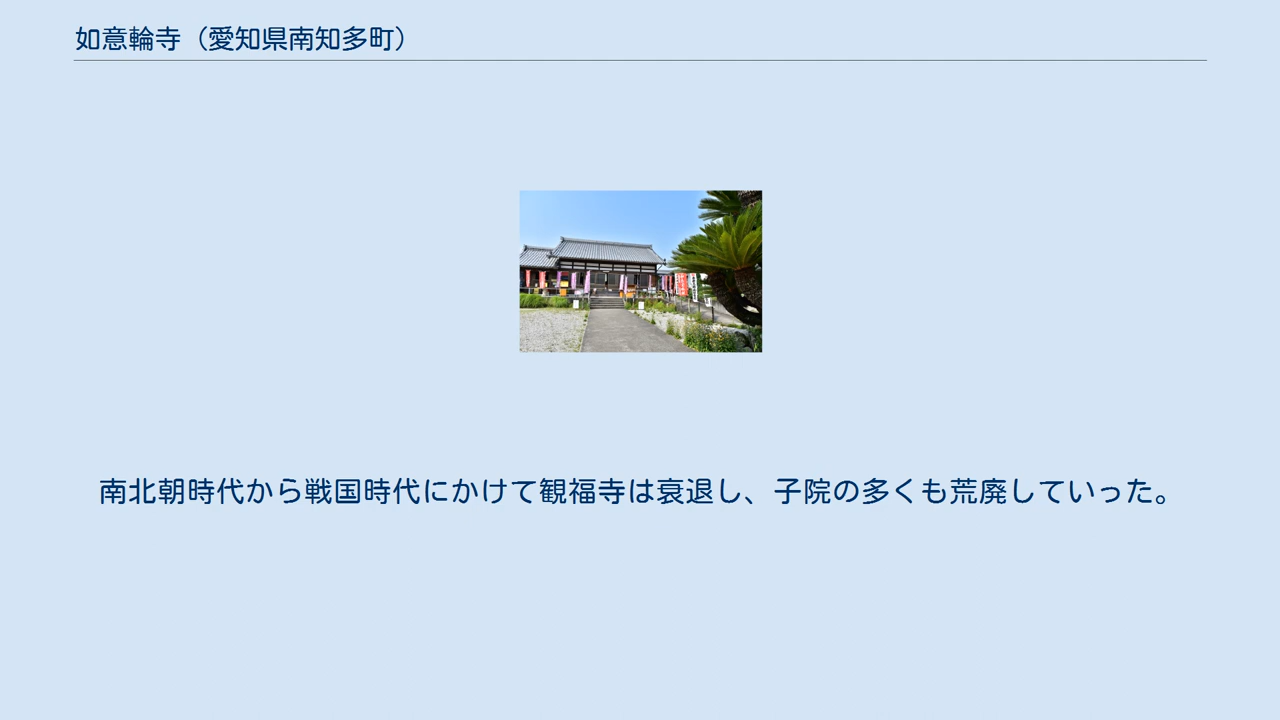 如意輪寺（愛知県南知多町）
南北朝時代から戦国時代にかけて観福寺は衰退し、子院の多くも荒廃していった。